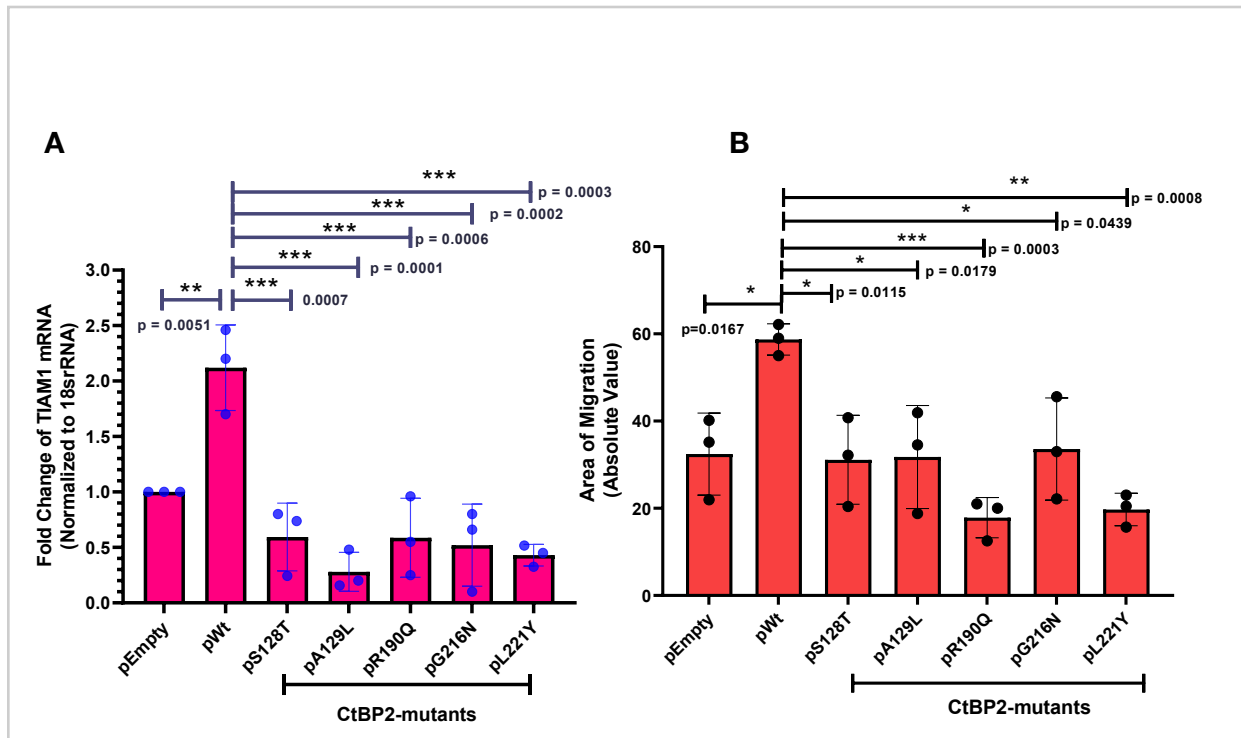 A
***
p = 0.0003
***
p = 0.0002
***
p = 0.0006
***
p = 0.0001
**
***
0.0007
p = 0.0051
Fold Change of TIAM1 mRNA
(Normalized to 18srRNA)
3.0
2.5
2.0
1.5
1.0
0.5
0.0
pEmpty
pWt
pS128T
pA129L
pR190Q
pG216N
pL221Y
CtBP2-mutants
B
**
p = 0.0008
*
p = 0.0439
***
p = 0.0003
*
p = 0.0179
*
*
p = 0.0115
p=0.0167
Area of Migration
(Absolute Value)
80
60
40
20
0
pEmpty
pWt
pS128T
pA129L
pR190Q
pG216N
pL221Y
CtBP2-mutants